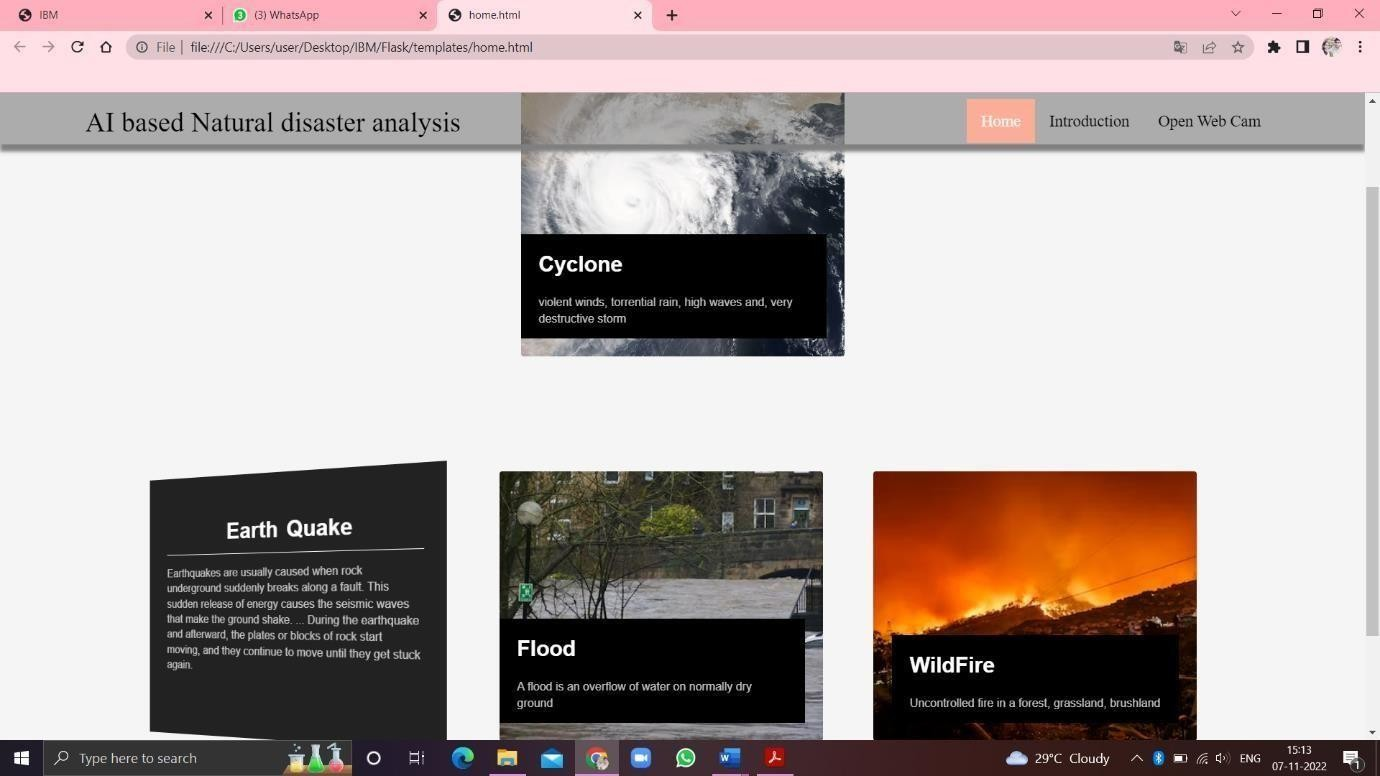 IBM
(3) WhatsApp
home.html
File
file:///C:/Users/user/Desktop/IBM/Flask/templates/home.html
AI based Natural disaster analysis
Home
Introduction
Open Web Cam
Cyclone
violent winds, torrential rain, high waves and, very
destructive storm
Earth Quake
Earthquakes are usually caused when rock
underground suddenly breaks along a fault. This
sudden release of energy causes the seismic waves
that make the ground shake. ... During the earthquake
and afterward, the plates or blocks of rock start
moving, and they continue to move until they get stuck
again.
Flood
A flood is an overflow of water on normally dry
ground
WildFire
Uncontrolled fire in a forest, grassland, brushland
Type here to search
29°C Cloudy
ENG
15:13
07-11-2022
1